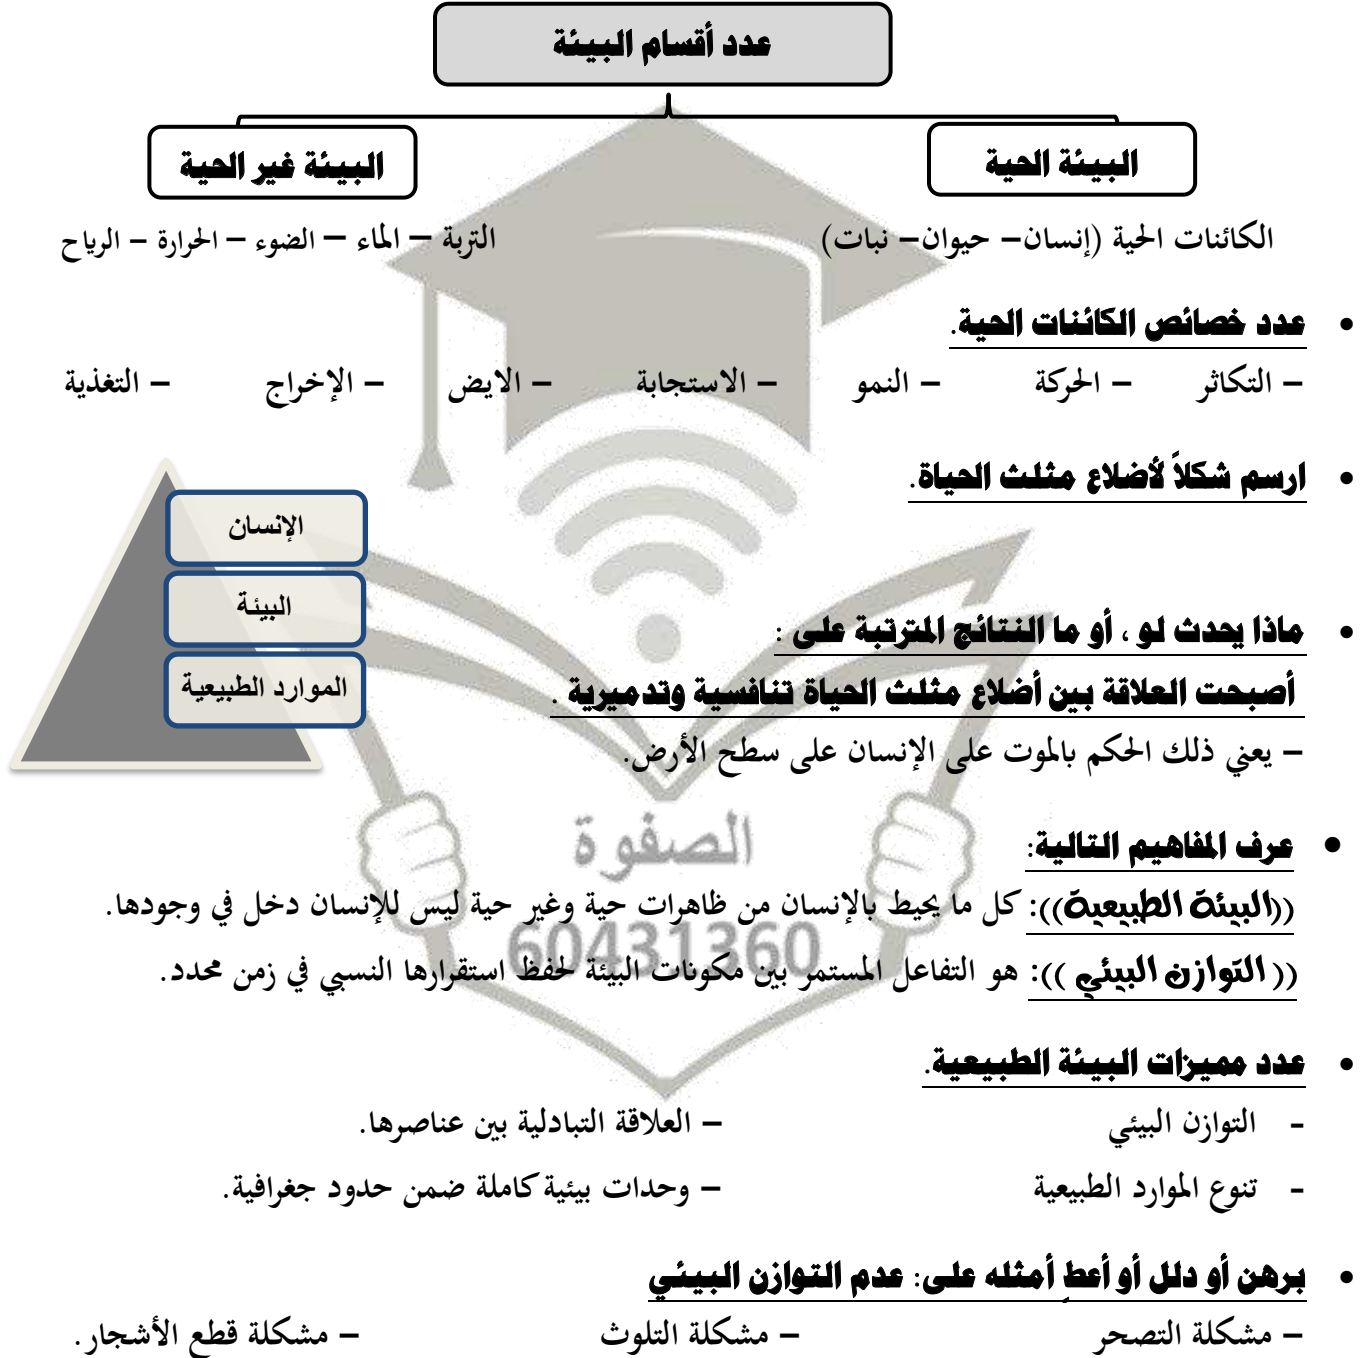 عدد أقسام البيئة
البيئة الحية
البيئة غير الحية
الكائنات الحية (إنسان– حيوان– نبات)
التربة – الماء – الضوء – الحرارة – الرياح
• عدد خصائص الكائنات الحية.
– التكاثر – الحركة – النمو – الاستجابة – الايض – الإخراج – التغذية
• ارسم شكلاً لأضلاع مثلث الحياة.
الإنسان
البيئة
الموارد الطبيعية
• ماذا يحدث لو ، أو ما النتائج المترتبة على :
أصبحت العلاقة بين أضلاع مثلث الحياة تنافسية وتدميرية .
– يعني ذلك الحكم بالموت على الإنسان على سطح الأرض.
الصفوة
• عرف المفاهيم التالية:
((البيئة الطبيعية)): كل ما يحيط بالإنسان من ظاهرات حية وغير حية ليس للإنسان دخل في وجودها.
60431360
(( التوازن البيئي )): هو التفاعل المستمر بين مكونات البيئة لحفظ استقرارها النسبي في زمن محدد.
• عدد مميزات البيئة الطبيعية.
- التوازن البيئي – العلاقة التبادلية بين عناصرها.
- تنوع الموارد الطبيعية – وحدات بيئية كاملة ضمن حدود جغرافية.
• برهن أو دلل أو أعطِ أمثله على: عدم التوازن البيئي
– مشكلة التصحر – مشكلة التلوث – مشكلة قطع الأشجار.